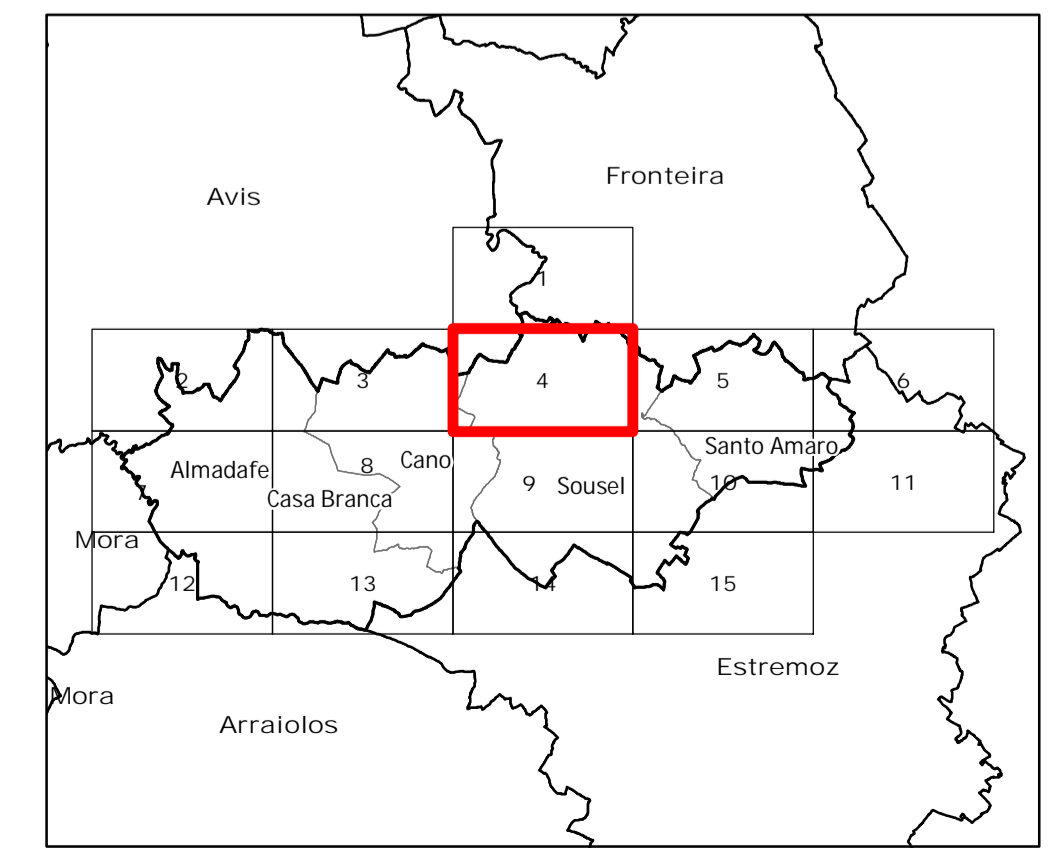 Fronteira
Avis
1
2
3
4
5
6
Santo Amaro
Cano
8
Almadafe
9
Sousel
10
11
Casa Branca
7
Mora
12
13
14
15
Estremoz
Mora
Arraiolos